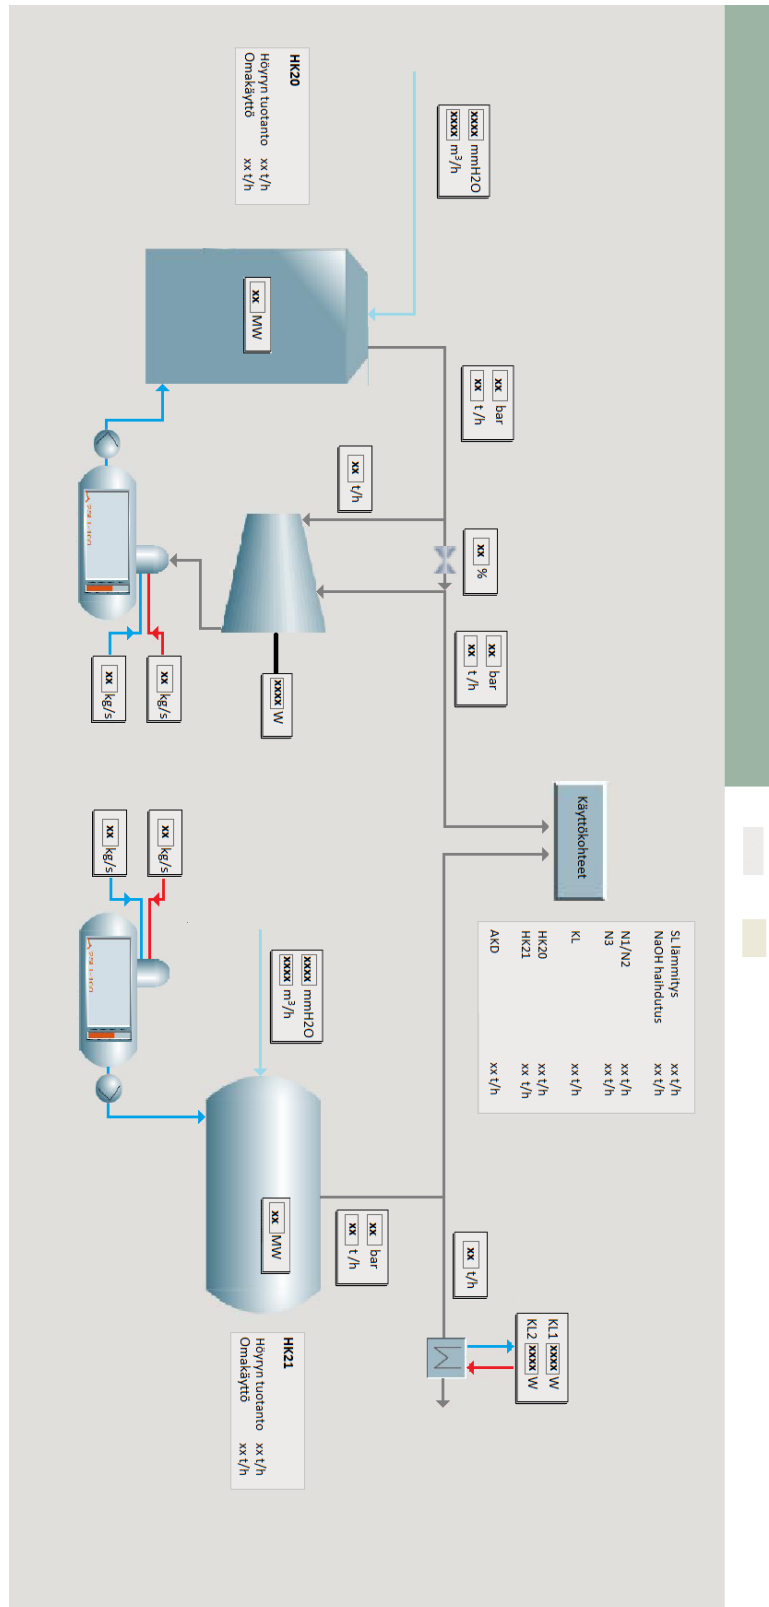 SL lämmitys xx t/h
NaOH haihdutus xx t/h
N1/N2 xx t/h
N3 xx t/h
KL xx t/h
HK20 xx t/h
HK21 xx t/h
AKD xx t/h
Käyttökohteet
KL1 xxxx W
KL2 xxxx W
xxxx mmH2O
xxxx m³/h
xx bar
xx t/h
xx %
xx bar
xx t/h
xx t/h
HK20
Höyryn tuotanto xx t/h
Omakäyttö xx t/h
xx MW
xx t/h
xxxx W
xxxx mmH2O
xxxx m³/h
xx bar
xx t/h
xx MW
HK21
Höyryn tuotanto xx t/h
Omakäyttö xx t/h
xx kg/s
xx kg/s
xx kg/s
xx kg/s